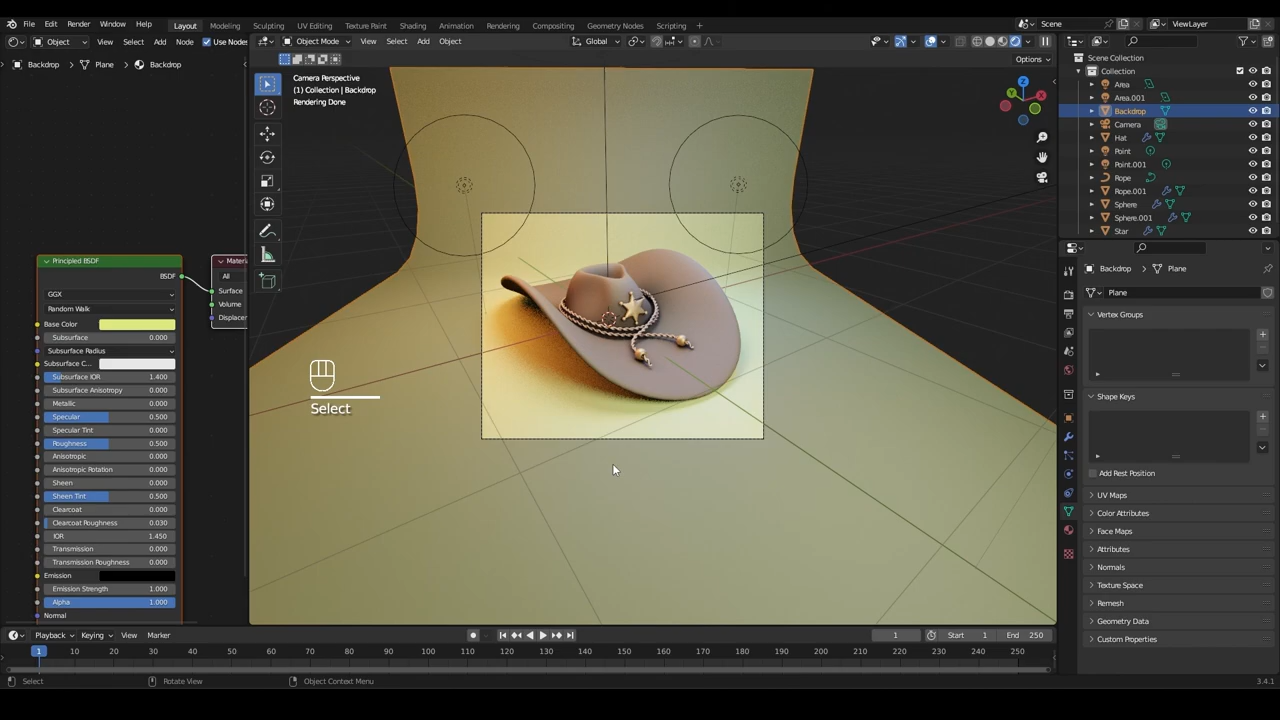 File Edit Render Window Help Layout Modeling Sculpting UV Editing Texture Paint Shading Animation Rendering Compositing Geometry Nodes Scripting + Scene ViewLayer
Object View Select Add Node Use Nodes Object Mode View Select Add Object Global
Backdrop > Plane > Backdrop
Options
Camera Perspective
(1) Collection | Backdrop
Rendering Done
Z
Y
X
Scene Collection
Collection
Area
Area.001
Backdrop
Camera
Hat
Point
Point.001
Rope
Rope.001
Sphere
Sphere.001
Star
Principled BSDF
BSDF
GGX
Random Walk
Base Color
Subsurface 0.000
Subsurface Radius
Subsurface C...
Subsurface IOR 1.400
Subsurface Anisotropy 0.000
Metallic 0.000
Specular 0.500
Specular Tint 0.000
Roughness 0.500
Anisotropic 0.000
Anisotropic Rotation 0.000
Sheen 0.000
Sheen Tint 0.500
Clearcoat 0.000
Clearcoat Roughness 0.030
IOR 1.450
Transmission 0.000
Transmission Roughness 0.000
Emission
Emission Strength 1.000
Alpha 1.000
Normal
Materi
All
Surface
Volume
Displacer
Select
Backdrop > Plane
Plane
Vertex Groups
Shape Keys
Add Rest Position
UV Maps
Color Attributes
Face Maps
Attributes
Normals
Texture Space
Remesh
Geometry Data
Custom Properties
Playback Keying View Marker 1 Start 1 End 250
1 10 20 30 40 50 60 70 80 90 100 110 120 130 140 150 160 170 180 190 200 210 220 230 240 250
Select Rotate View Object Context Menu 3.4.1